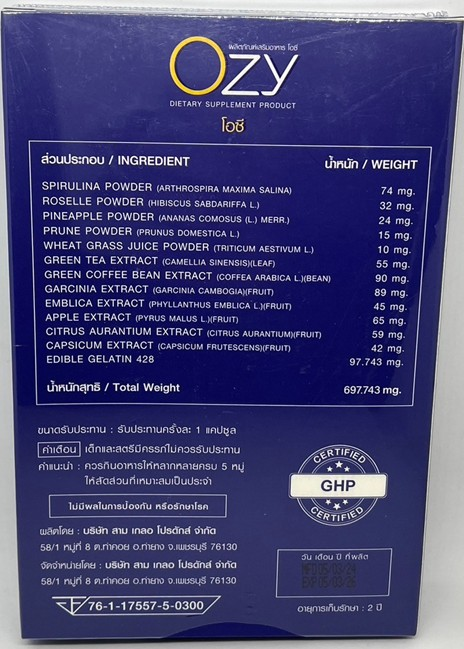 ผลิตภัณฑ์เสริมอาหาร โอซี
Ozy
DIETARY SUPPLEMENT PRODUCT
โอซี
ส่วนประกอบ / INGREDIENT น้ำหนัก / WEIGHT
SPIRULINA POWDER (ARTHROSPIRA MAXIMA SALINA) 74 mg.
ROSELLE POWDER (HIBISCUS SABDARIFFA L.) 32 mg.
PINEAPPLE POWDER (ANANAS COMOSUS (L.) MERR.) 24 mg.
PRUNE POWDER (PRUNUS DOMESTICA L.) 15 mg.
WHEAT GRASS JUICE POWDER (TRITICUM AESTIVUM L.) 10 mg.
GREEN TEA EXTRACT (CAMELLIA SINENSIS)(LEAF) 55 mg.
GREEN COFFEE BEAN EXTRACT (COFFEA ARABICA L.)(BEAN) 90 mg.
GARCINIA EXTRACT (GARCINIA CAMBOGIA)(FRUIT) 89 mg.
EMBLICA EXTRACT (PHYLLANTHUS EMBLICA L.)(FRUIT) 45 mg.
APPLE EXTRACT (PYRUS MALUS L.)(FRUIT) 65 mg.
CITRUS AURANTIUM EXTRACT (CITRUS AURANTIUM)(FRUIT) 59 mg.
CAPSICUM EXTRACT (CAPSICUM FRUTESCENS)(FRUIT) 42 mg.
EDIBLE GELATIN 428 97.743 mg.
น้ำหนักสุทธิ / Total Weight 697.743 mg.
ขนาดรับประทาน : รับประทานครั้งละ 1 แคปซูล
คำเตือน เด็กและสตรีมีครรภ์ไม่ควรรับประทาน
คำแนะนำ : ควรกินอาหารให้หลากหลายครบ 5 หมู่
ให้สัดส่วนที่เหมาะสมเป็นประจำ
ไม่มีผลในการป้องกัน หรือรักษาโรค
CERTIFIED
GHP
CERTIFIED
ผลิตโดย : บริษัท สาม เกลอ โปรดักส์ จำกัด
58/1 หมู่ที่ 8 ต.ท่าคอย อ.ท่ายาง จ.เพชรบุรี 76130
จัดจำหน่ายโดย : บริษัท สาม เกลอ โปรดักส์ จำกัด
58/1 หมู่ที่ 8 ต.ท่าคอย อ.ท่ายาง จ.เพชรบุรี 76130
76-1-17557-5-0300
วัน เดือน ปี ที่ผลิต
MFD 05/03/24
EXP 05/03/26
อายุการเก็บรักษา : 2 ปี